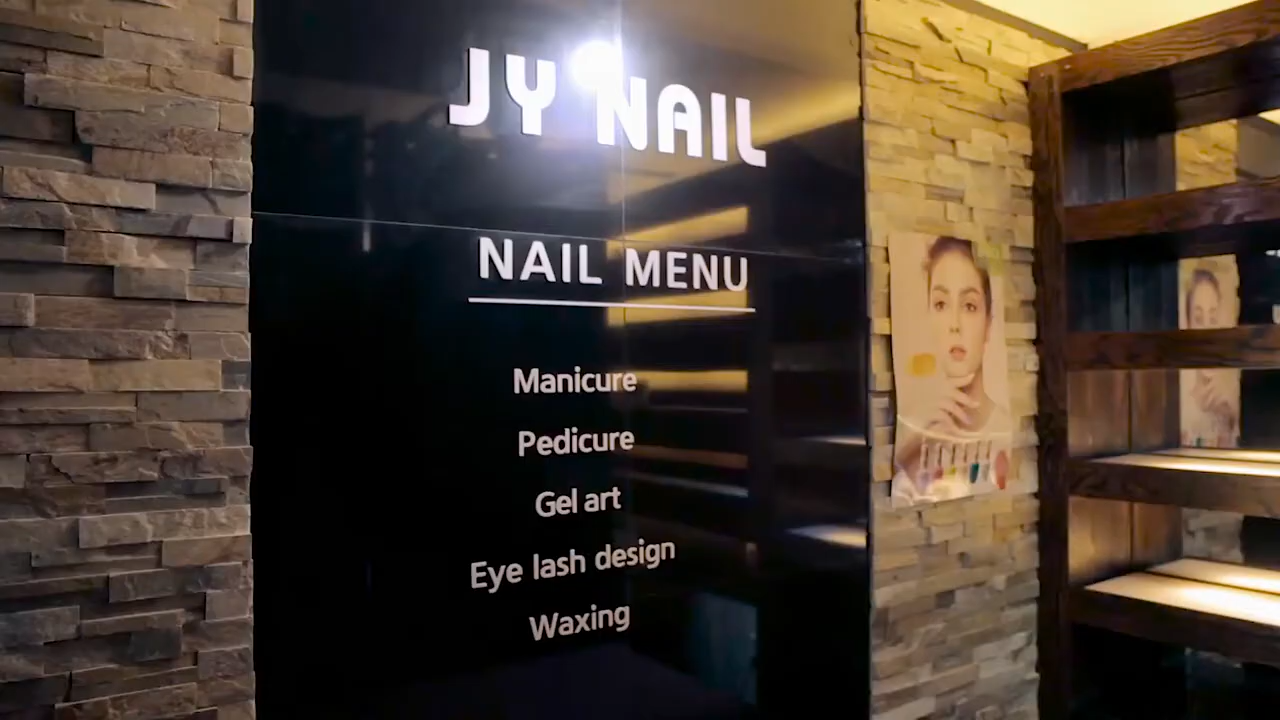 JY NAIL
NAIL MENU
Manicure
Pedicure
Gel art
Eye lash design
Waxing